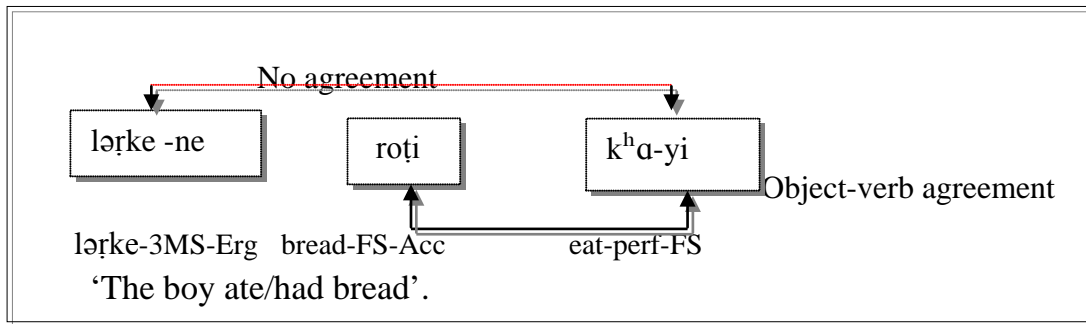 No agreement
ləṛke -ne roṭi kʰɑ-yi
Object-verb agreement
ləṛke-3MS-Erg bread-FS-Acc eat-perf-FS
‘The boy ate/had bread’.